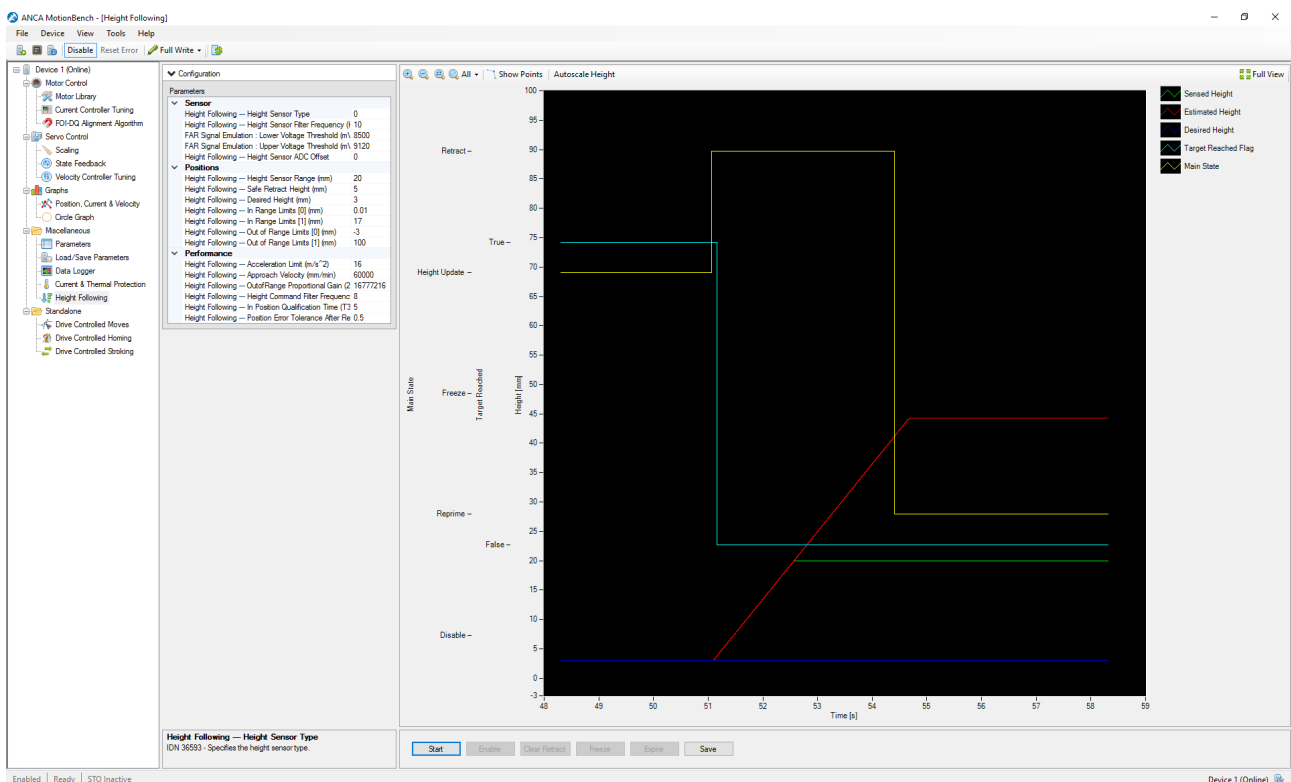 ANCA MotionBench - [Height Following]
File Device View Tools Help
Disable Reset Error Full Write
Device 1 (Online)
Motor Control
Motor Library
Current Controller Tuning
FOI-DQ Alignment Algorithm
Servo Control
Scaling
State Feedback
Velocity Controller Tuning
Graphs
Position, Current & Velocity
Circle Graph
Miscellaneous
Parameters
Load/Save Parameters
Data Logger
Current & Thermal Protection
Height Following
Standalone
Drive Controlled Moves
Drive Controlled Homing
Drive Controlled Stroking
Configuration
Parameters
Sensor
Height Following --- Height Sensor Type 0
Height Following --- Height Sensor Filter Frequency (H 10
FAR Signal Emulation : Lower Voltage Threshold (mV 8500
FAR Signal Emulation : Upper Voltage Threshold (mV 9120
Height Following --- Height Sensor ADC Offset 0
Positions
Height Following --- Height Sensor Range (mm) 20
Height Following --- Safe Retract Height (mm) 5
Height Following --- Desired Height (mm) 3
Height Following --- In Range Limits [0] (mm) 0.01
Height Following --- In Range Limits [1] (mm) 17
Height Following --- Out of Range Limits [0] (mm) -3
Height Following --- Out of Range Limits [1] (mm) 100
Performance
Height Following --- Acceleration Limit (m/s^2) 16
Height Following --- Approach Velocity (mm/min) 60000
Height Following --- OutofRange Proportional Gain (2 16777216
Height Following --- Height Command Filter Frequenc 8
Height Following --- In Position Qualification Time (T3 5
Height Following --- Position Error Tolerance After Re 0.5
Height Following --- Height Sensor Type
IDN 36593 - Specifies the height sensor type.
All Show Points Autoscale Height Full View
Main State
Retract
Height Update
Freeze
Reprime
Disable
Target Reached
True
False
Height [mm]
100
95
90
85
80
75
70
65
60
55
50
45
40
35
30
25
20
15
10
5
0
-3
48 49 50 51 52 53 54 55 56 57 58 59
Time [s]
Sensed Height
Estimated Height
Desired Height
Target Reached Flag
Main State
Start Enable Clear Retract Freeze Expire Save
Enabled Ready STO Inactive Device 1 (Online)